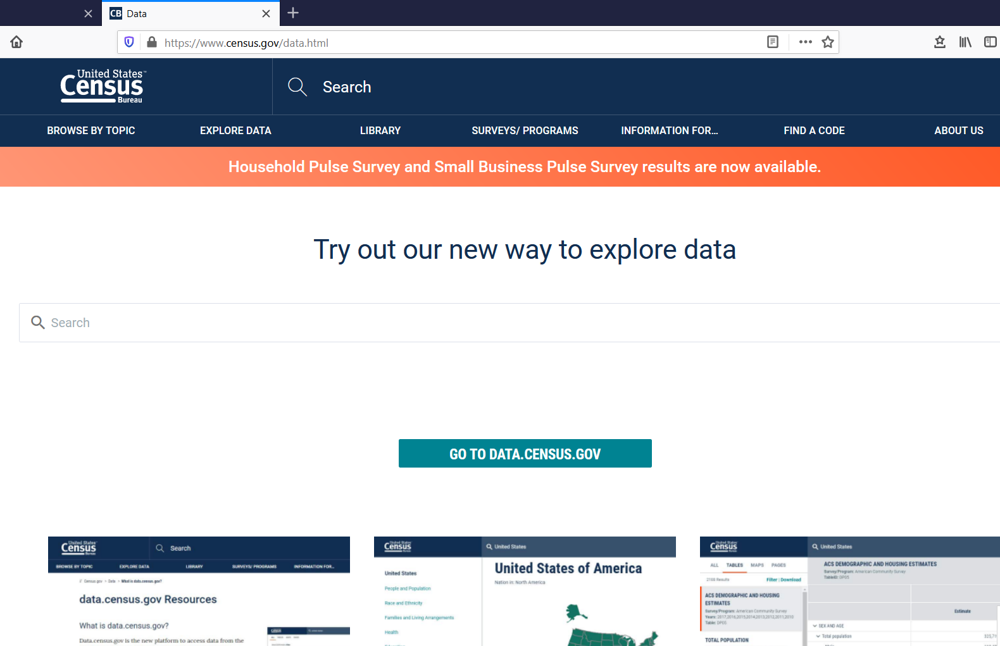 CB Data
https://www.census.gov/data.html
United States™
Census
Bureau
Search
BROWSE BY TOPIC EXPLORE DATA LIBRARY SURVEYS/ PROGRAMS INFORMATION FOR... FIND A CODE ABOUT US
Household Pulse Survey and Small Business Pulse Survey results are now available.
Try out our new way to explore data
Search
GO TO DATA.CENSUS.GOV
United States
Census
Bureau
Search
BROWSE BY TOPIC EXPLORE DATA LIBRARY SURVEYS/ PROGRAMS INFORMATION FOR...
// Census.gov > Data > What is data.census.gov?
data.census.gov Resources
What is data.census.gov?
Data.census.gov is the new platform to access data from the
United States
Census
Bureau
United States
United States
People and Population
Race and Ethnicity
Families and Living Arrangements
Health
Education
United States of America
Nation in: North America
United States
Census
Bureau
United States
ALL TABLES MAPS PAGES
2188 Results Filter | Download
ACS DEMOGRAPHIC AND HOUSING
ESTIMATES
Survey/Program: American Community Survey
Years: 2017,2016,2015,2014,2013,2012,2011,2010
Table: DP05
TOTAL POPULATION
ACS DEMOGRAPHIC AND HOUSING ESTIMATES
Survey/Program: American Community Survey
TableID: DP05
Estimate
SEX AND AGE
Total population
Male